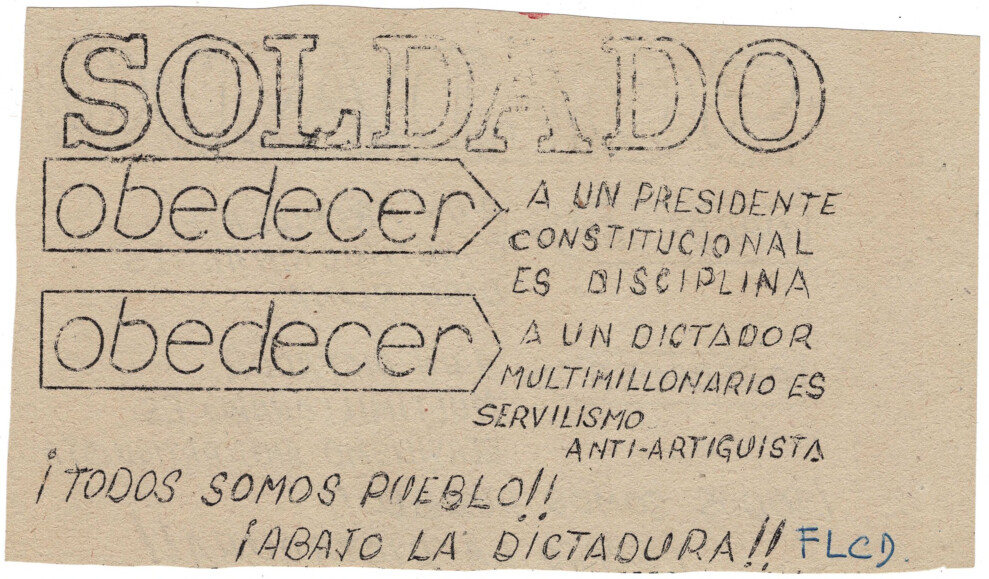 SOLDADO
obedecer A UN PRESIDENTE
CONSTITUCIONAL
ES DISCIPLINA
obedecer A UN DICTADOR
MULTIMILLONARIO ES
SERVILISMO
ANTI-ARTIGUISTA
¡TODOS SOMOS PUEBLO!!
¡ABAJO LA DICTADURA!! FLCD